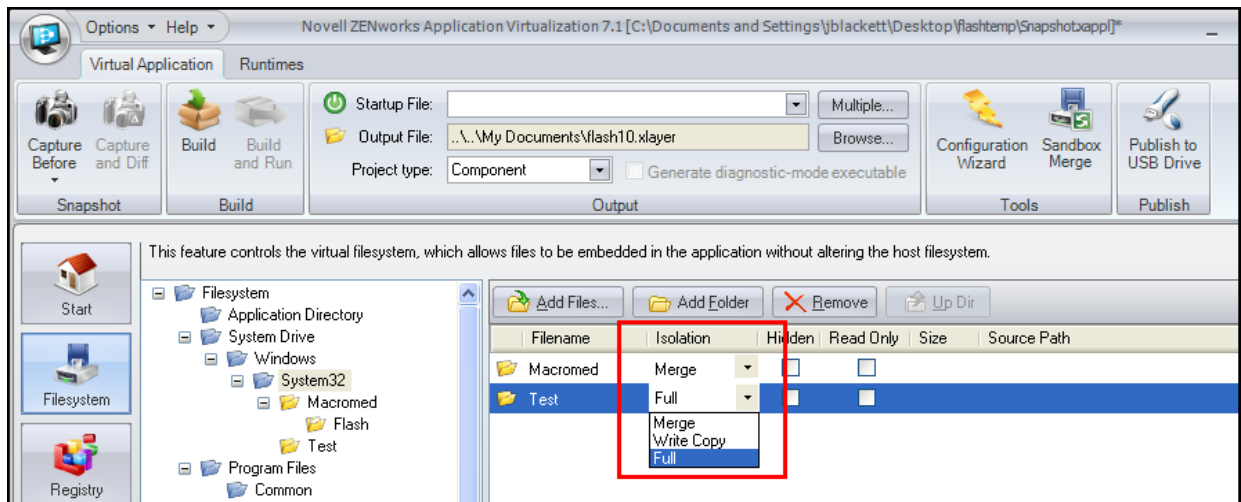 Options Help Novell ZENworks Application Virtualization 7.1 [C:\Documents and Settings\jblackett\Desktop\flashtemp\Snapshot.xappl]*
Virtual Application Runtimes
Startup File: Multiple...
Output File: ..\..\My Documents\flash10.xlayer Browse...
Project type: Component Generate diagnostic-mode executable
Capture Before Capture and Diff Build Build and Run Configuration Wizard Sandbox Merge Publish to USB Drive
Snapshot Build Output Tools Publish
This feature controls the virtual filesystem, which allows files to be embedded in the application without altering the host filesystem.
Start
Filesystem
Registry
Filesystem
Application Directory
System Drive
Windows
System32
Macromed
Flash
Test
Program Files
Common
Add Files... Add Folder Remove Up Dir
Filename Isolation Hidden Read Only Size Source Path
Macromed Merge
Test Full
Merge
Write Copy
Full